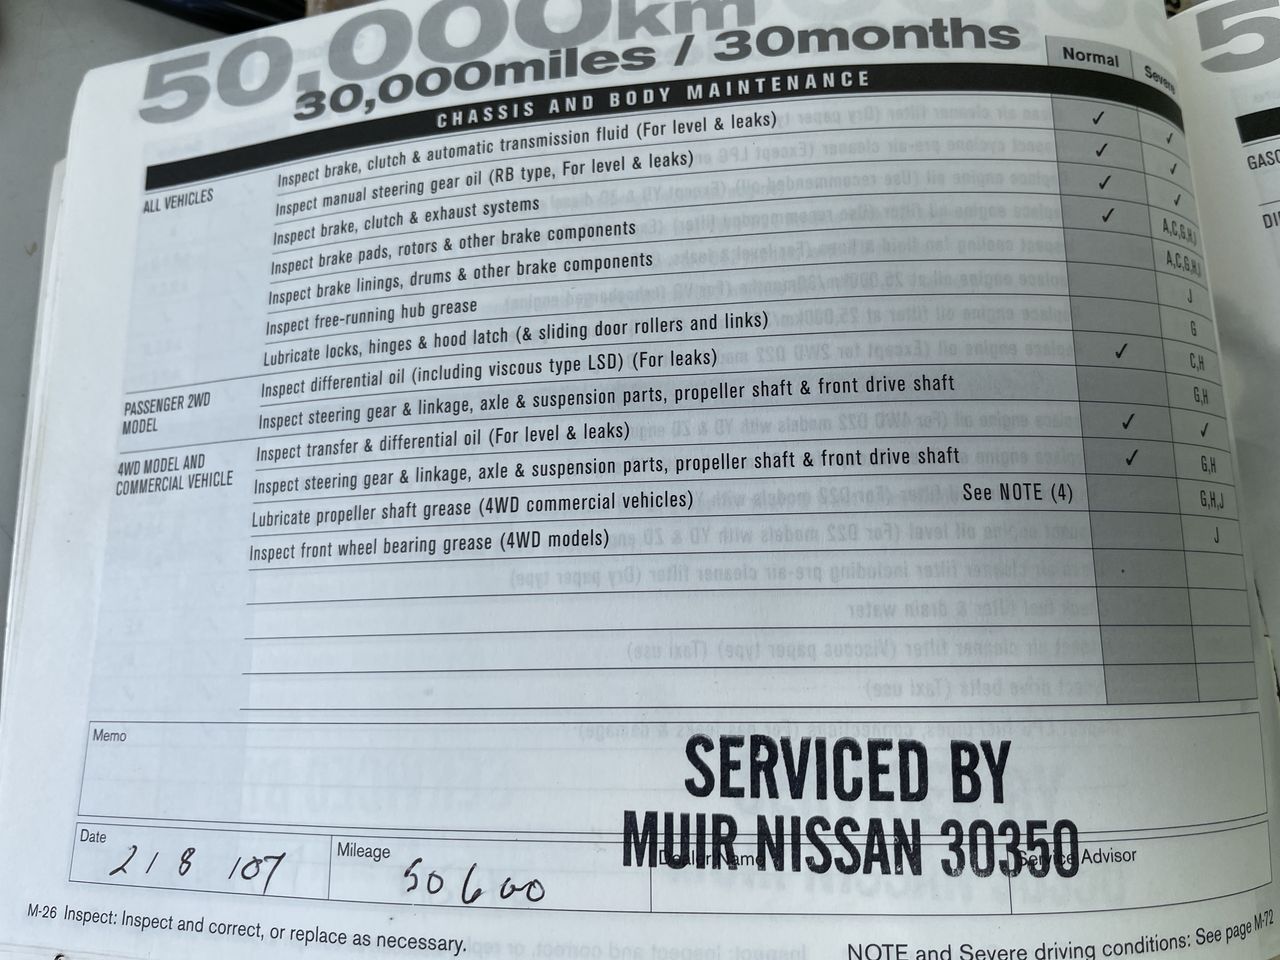 50,000km
30,000miles / 30months
CHASSIS AND BODY MAINTENANCE
Normal
Severe
ALL VEHICLES
Inspect brake, clutch & automatic transmission fluid (For level & leaks) ✓ ✓
Inspect manual steering gear oil (RB type, For level & leaks) ✓ ✓
Inspect brake, clutch & exhaust systems ✓ ✓
Inspect brake pads, rotors & other brake components ✓ A,C,G,H,J
Inspect brake linings, drums & other brake components A,C,G,H,J
Inspect free-running hub grease J
Lubricate locks, hinges & hood latch (& sliding door rollers and links) G
PASSENGER 2WD
MODEL
Inspect differential oil (including viscous type LSD) (For leaks) ✓ C,H
Inspect steering gear & linkage, axle & suspension parts, propeller shaft & front drive shaft G,H
4WD MODEL AND
COMMERCIAL VEHICLE
Inspect transfer & differential oil (For level & leaks) ✓ ✓
Inspect steering gear & linkage, axle & suspension parts, propeller shaft & front drive shaft ✓ G,H
Lubricate propeller shaft grease (4WD commercial vehicles) See NOTE (4) G,H,J
Inspect front wheel bearing grease (4WD models) J
Memo
SERVICED BY
MUIR NISSAN 30350
Date
21 8 107
Mileage
50600
Dealer Name
Service Advisor
M-26 Inspect: Inspect and correct, or replace as necessary.
NOTE and Severe driving conditions: See page M-72
5
GASO
DI